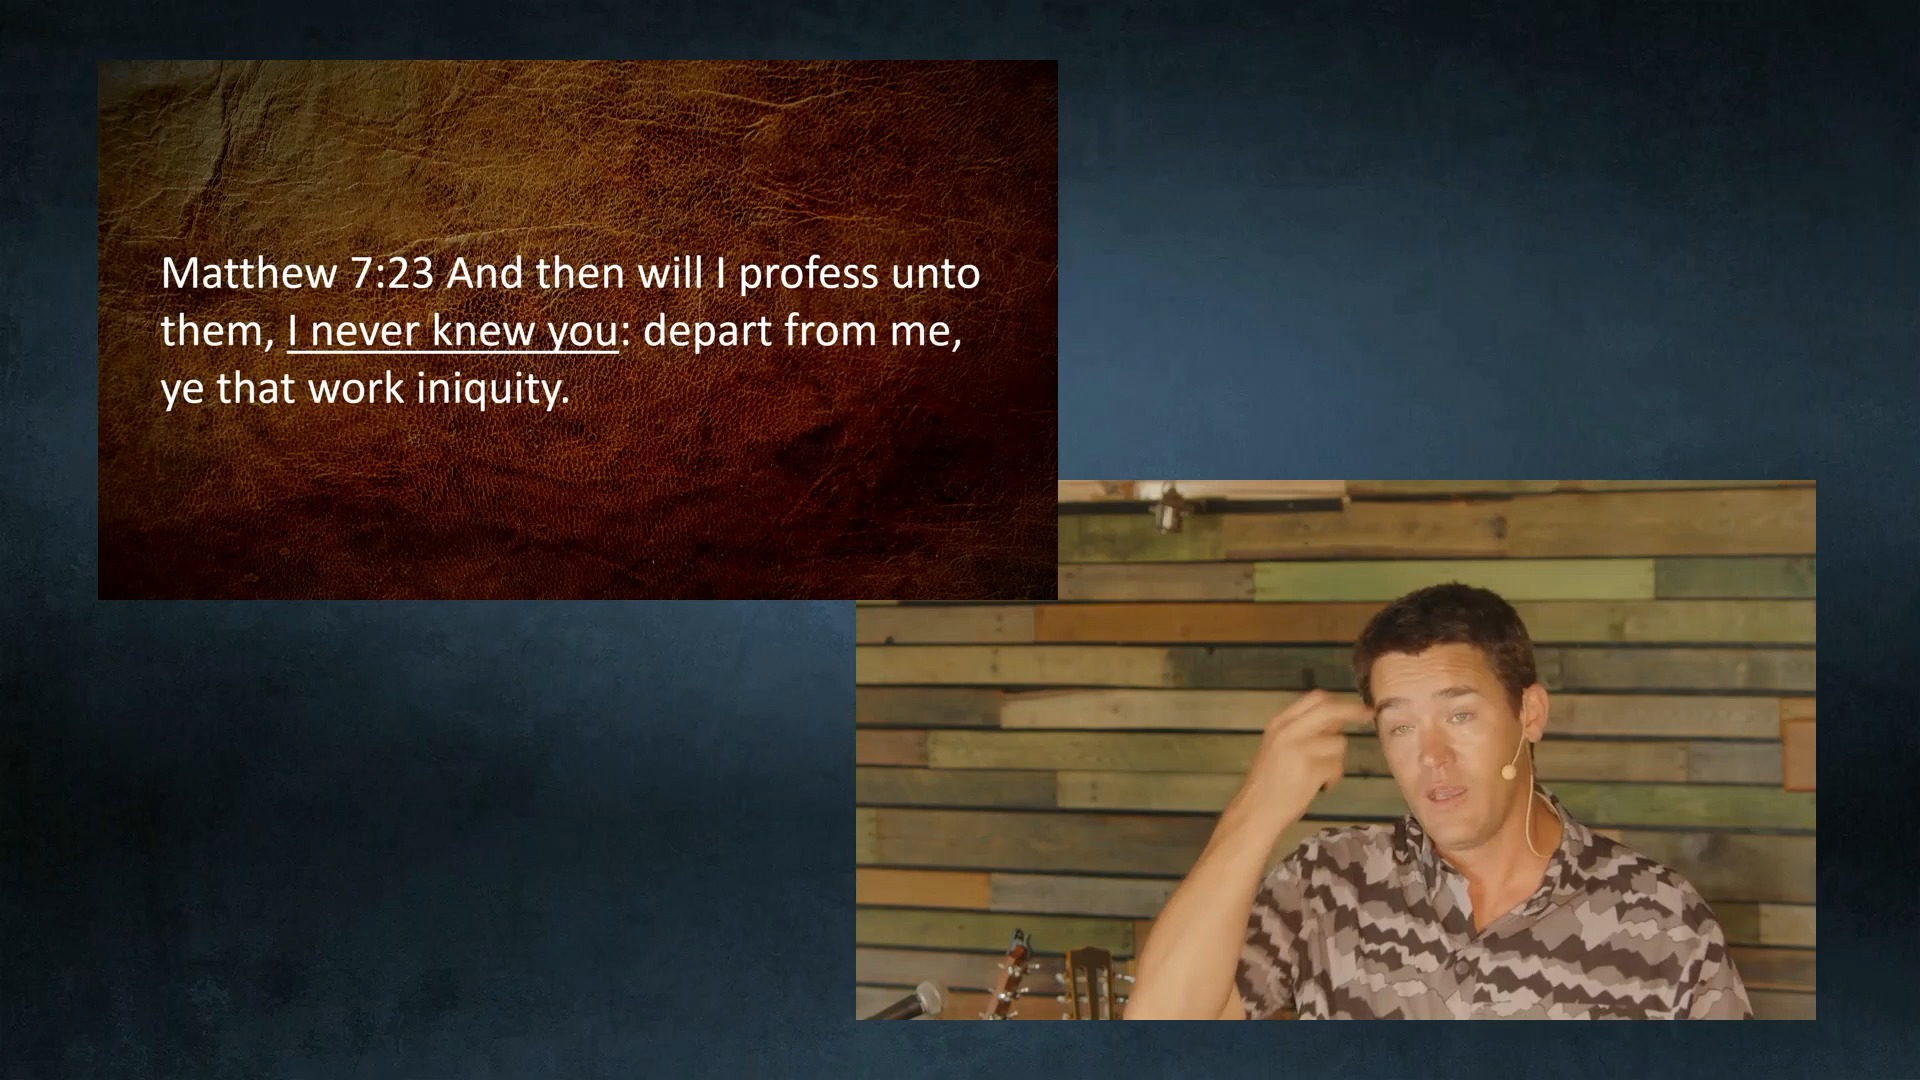 Matthew 7:23 And then will I profess unto
them, I never knew you: depart from me,
ye that work iniquity.